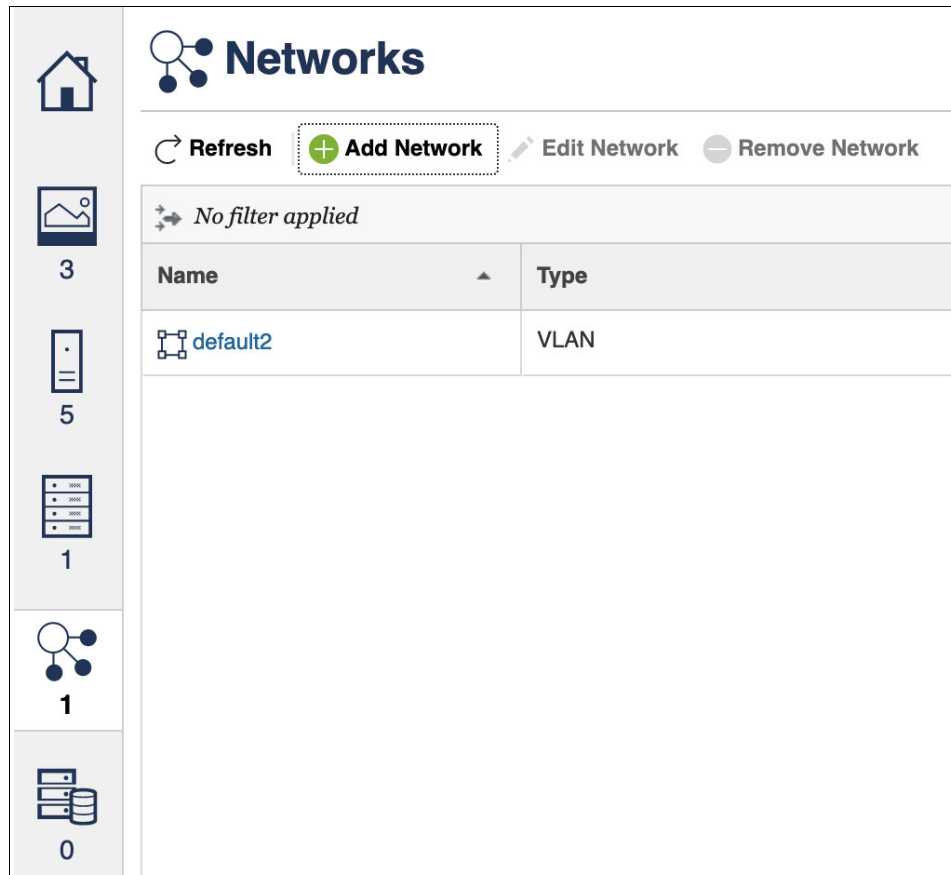 Networks
Refresh Add Network Edit Network Remove Network
No filter applied
Name Type
default2 VLAN
3
5
1
1
0